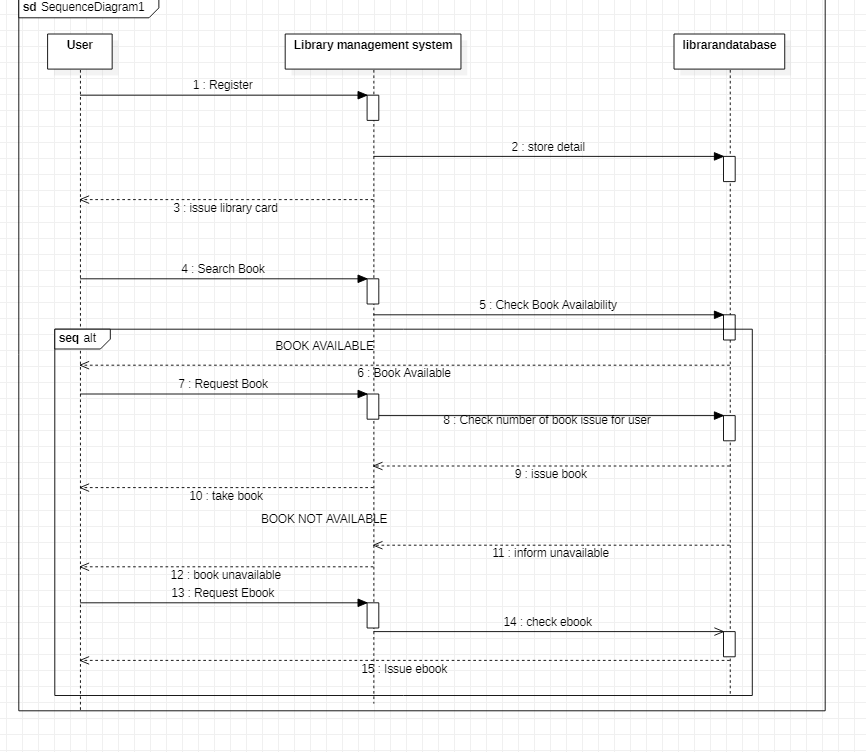 sd SequenceDiagram1
User
Library management system
librarandatabase
1 : Register
2 : store detail
3 : issue library card
4 : Search Book
5 : Check Book Availability
seq alt
BOOK AVAILABLE
6 : Book Available
7 : Request Book
8 : Check number of book issue for user
9 : issue book
10 : take book
BOOK NOT AVAILABLE
11 : inform unavailable
12 : book unavailable
13 : Request Ebook
14 : check ebook
15 : Issue ebook